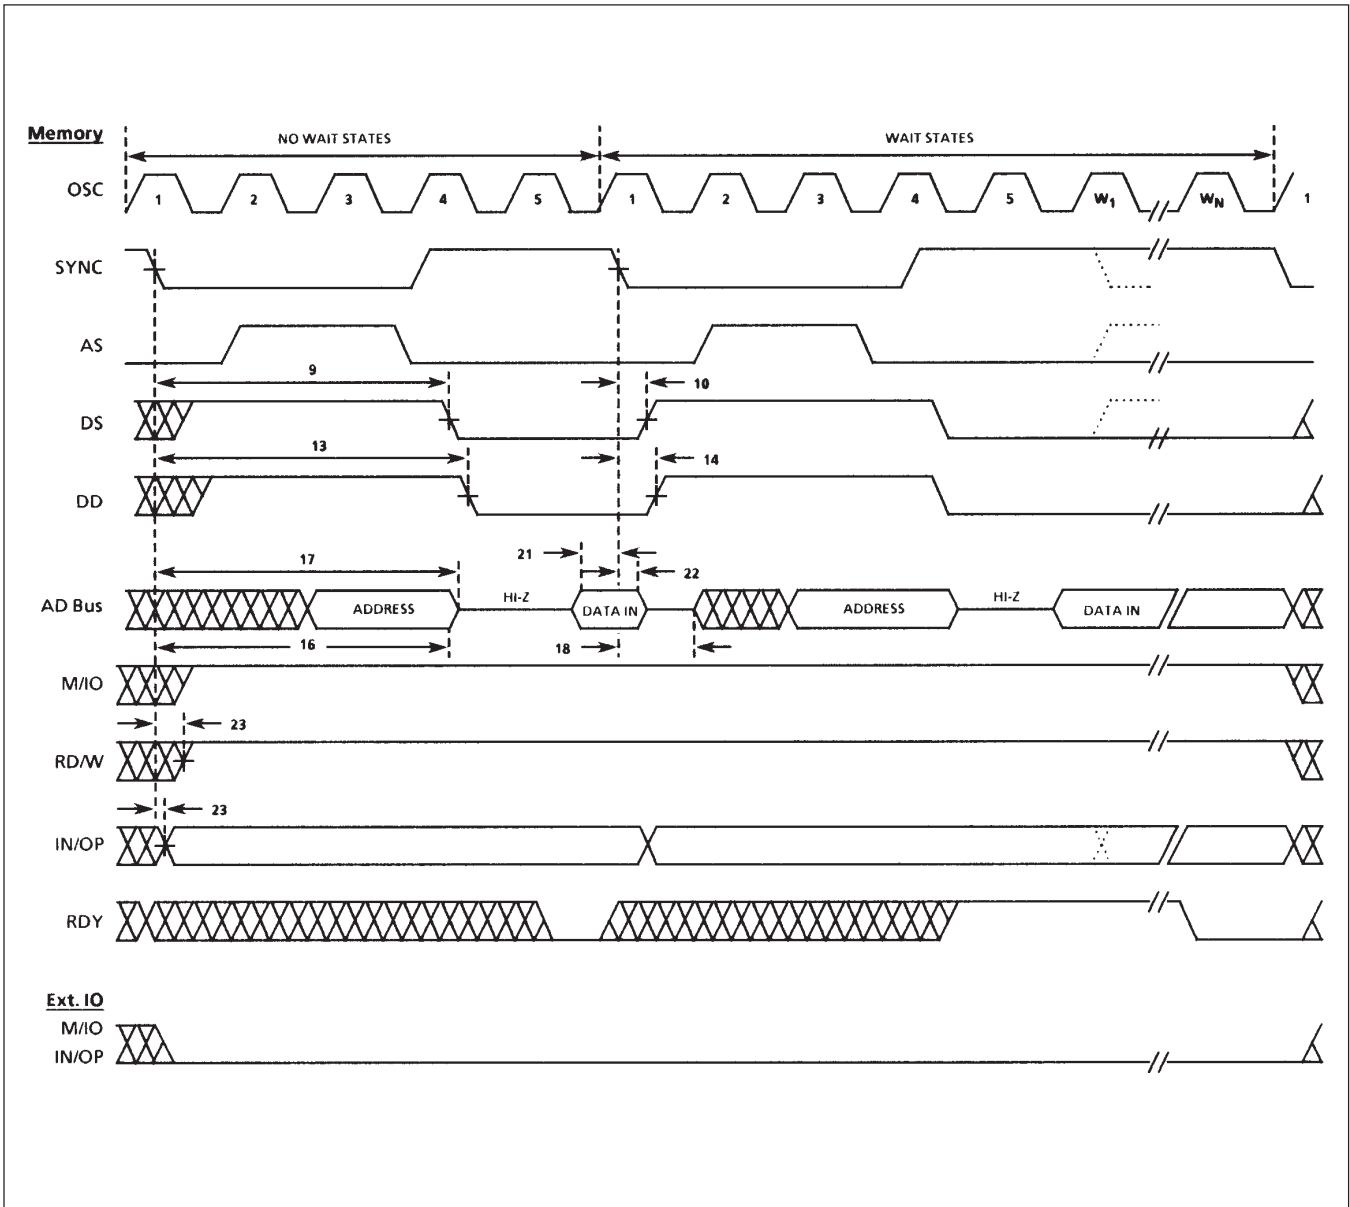 Memory
NO WAIT STATES WAIT STATES
OSC 1 2 3 4 5 1 2 3 4 5 W1 WN 1
SYNC
AS
9 10
DS
13 14
DD
21
17 22
AD Bus ADDRESS HI-Z DATA IN ADDRESS HI-Z DATA IN
16 18
M/IO
23
RD/W
23
IN/OP
RDY
Ext. IO
M/IO
IN/OP